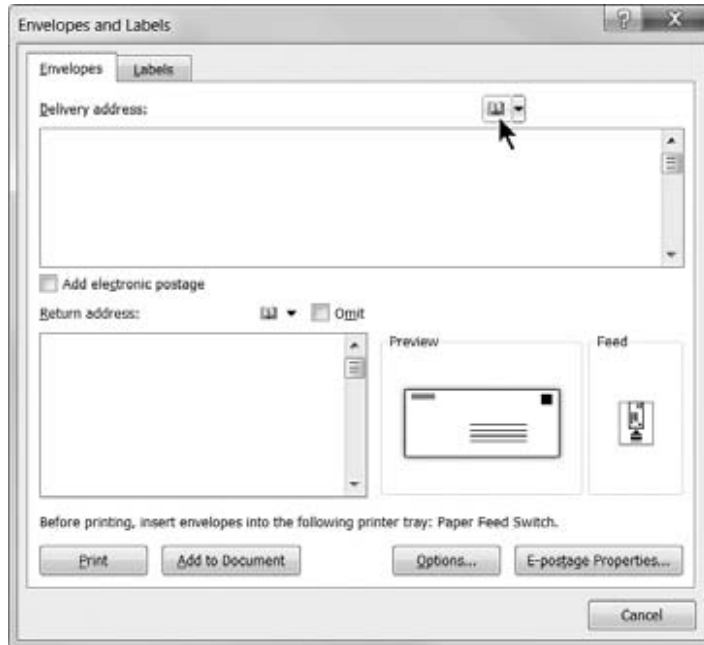 Envelopes and Labels
Envelopes Labels
Delivery address:
Add electronic postage
Return address: Omit
Preview Feed
Before printing, insert envelopes into the following printer tray: Paper Feed Switch.
Print Add to Document Options... E-postage Properties...
Cancel